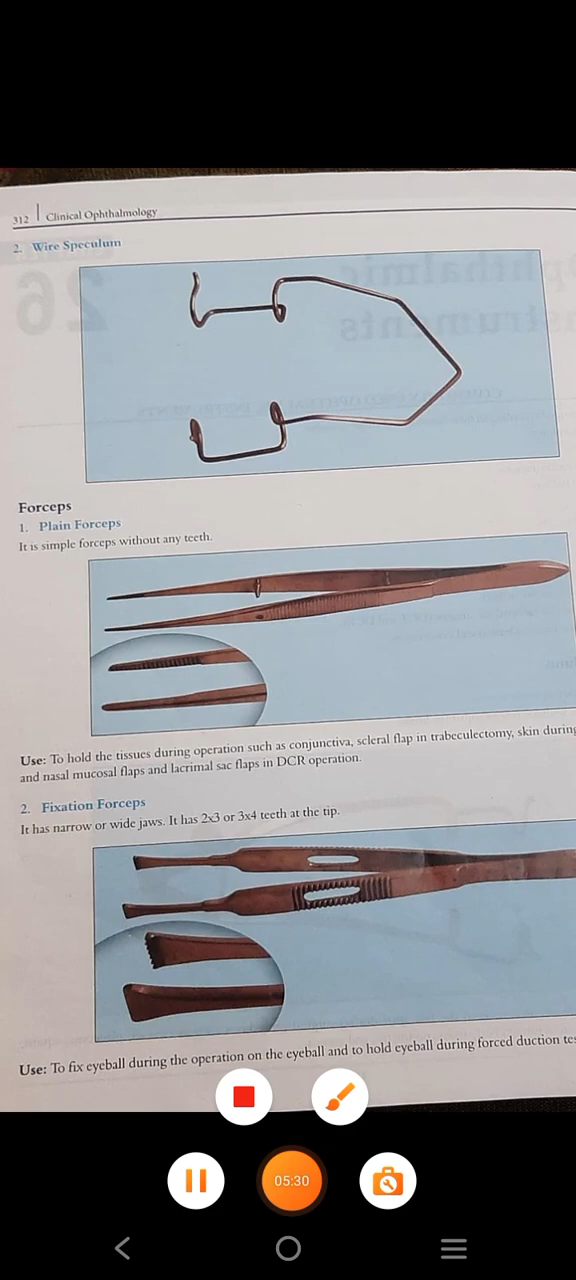 312 | Clinical Ophthalmology
2. Wire Speculum
Forceps
1. Plain Forceps
It is simple forceps without any teeth.
Use: To hold the tissues during operation such as conjunctiva, scleral flap in trabeculectomy, skin during
and nasal mucosal flaps and lacrimal sac flaps in DCR operation.
2. Fixation Forceps
It has narrow or wide jaws. It has 2x3 or 3x4 teeth at the tip.
Use: To fix eyeball during the operation on the eyeball and to hold eyeball during forced duction
05:30